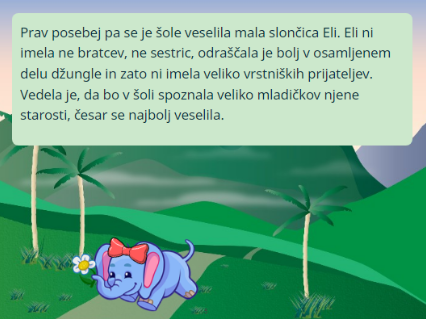 Prav posebej pa se je šole veselila mala slončica Eli. Eli ni
imela ne bratcev, ne sestric, odraščala je bolj v osamljenem
delu džungle in zato ni imela veliko vrstniških prijateljev.
Vedela je, da bo v šoli spoznala veliko mladičkov njene
starosti, česar se najbolj veselila.